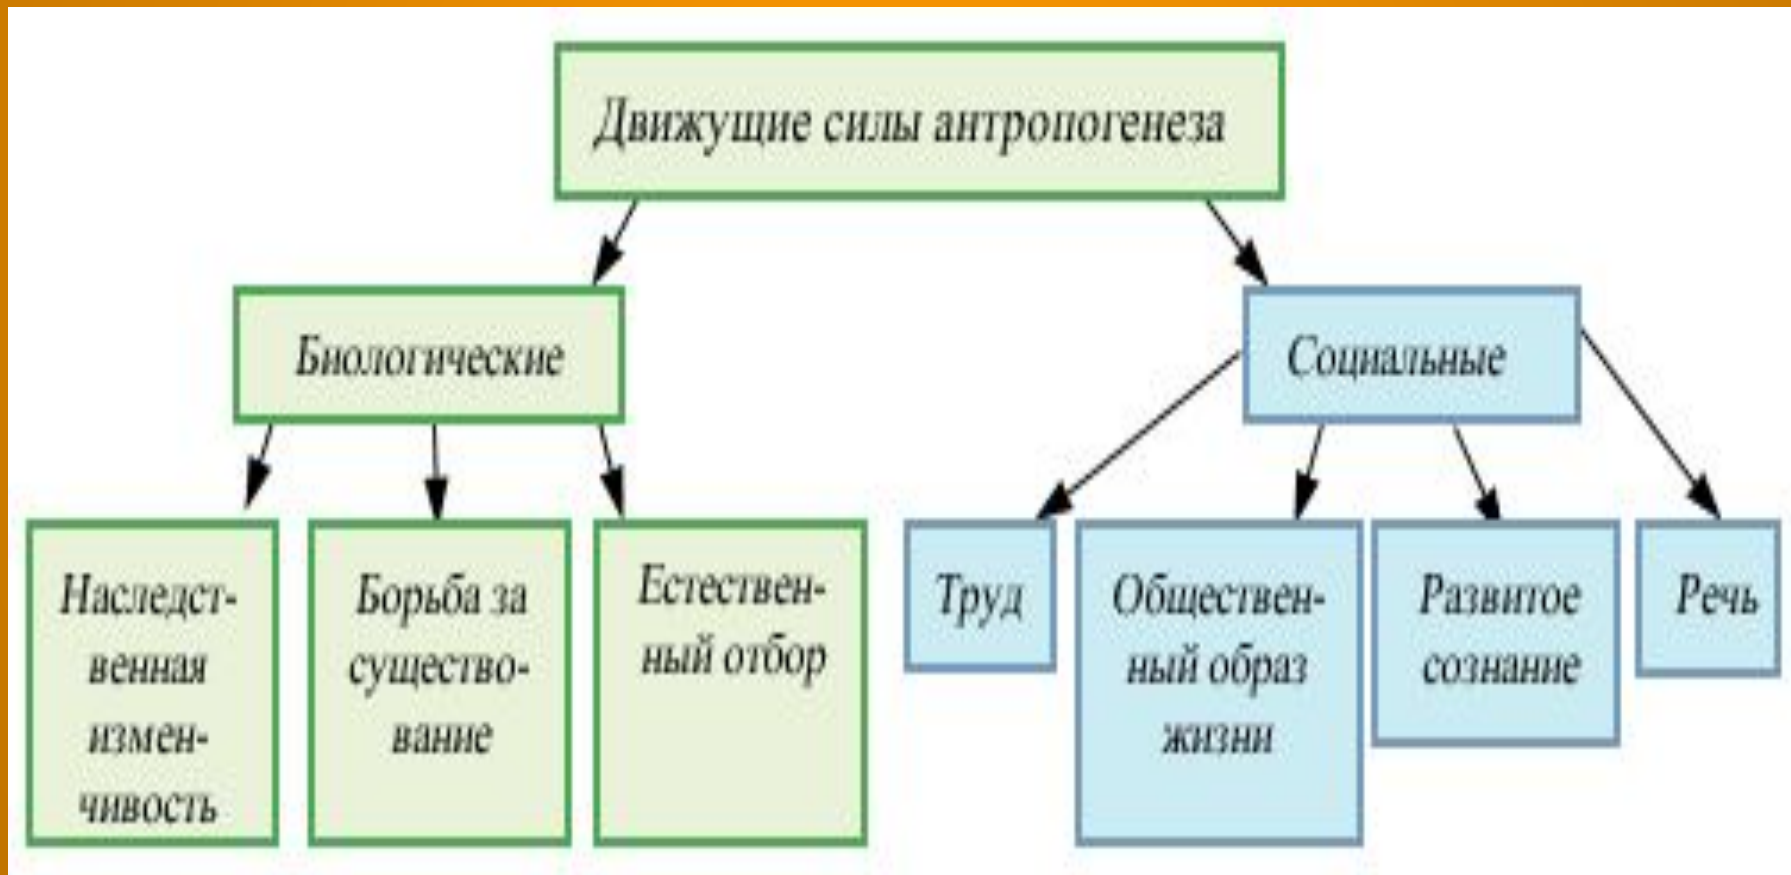 Движущие силы антропогенеза
Биологические
Социальные
Наследст-
венная
измен-
чивость
Борьба за
существо-
вание
Естествен-
ный отбор
Труд
Обществен-
ный образ
жизни
Развитое
сознание
Речь